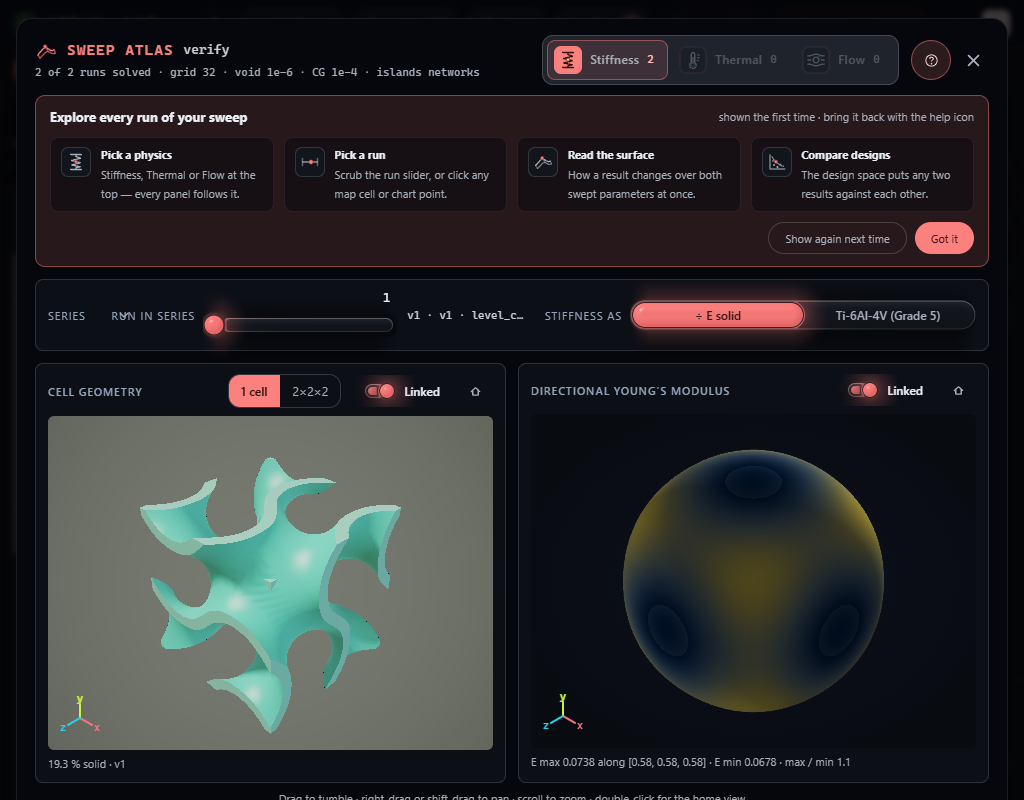 SWEEP ATLAS verify
2 of 2 runs solved · grid 32 · void 1e-6 · CG 1e-4 · islands networks
Stiffness 2
Thermal 0
Flow 0
Explore every run of your sweep
shown the first time · bring it back with the help icon
Pick a physics
Stiffness, Thermal or Flow at the
top — every panel follows it.
Pick a run
Scrub the run slider, or click any
map cell or chart point.
Read the surface
How a result changes over both
swept parameters at once.
Compare designs
The design space puts any two
results against each other.
Show again next time
Got it
SERIES
RUN IN SERIES
1
v1 · v1 · level_c…
STIFFNESS AS
÷ E solid
Ti-6Al-4V (Grade 5)
CELL GEOMETRY
1 cell
2×2×2
Linked
y
z
x
19.3 % solid · v1
DIRECTIONAL YOUNG'S MODULUS
Linked
y
z
x
E max 0.0738 along [0.58, 0.58, 0.58] · E min 0.0678 · max / min 1.1
Drag to tumble · right-drag or shift-drag to pan · scroll to zoom · double-click for the home view